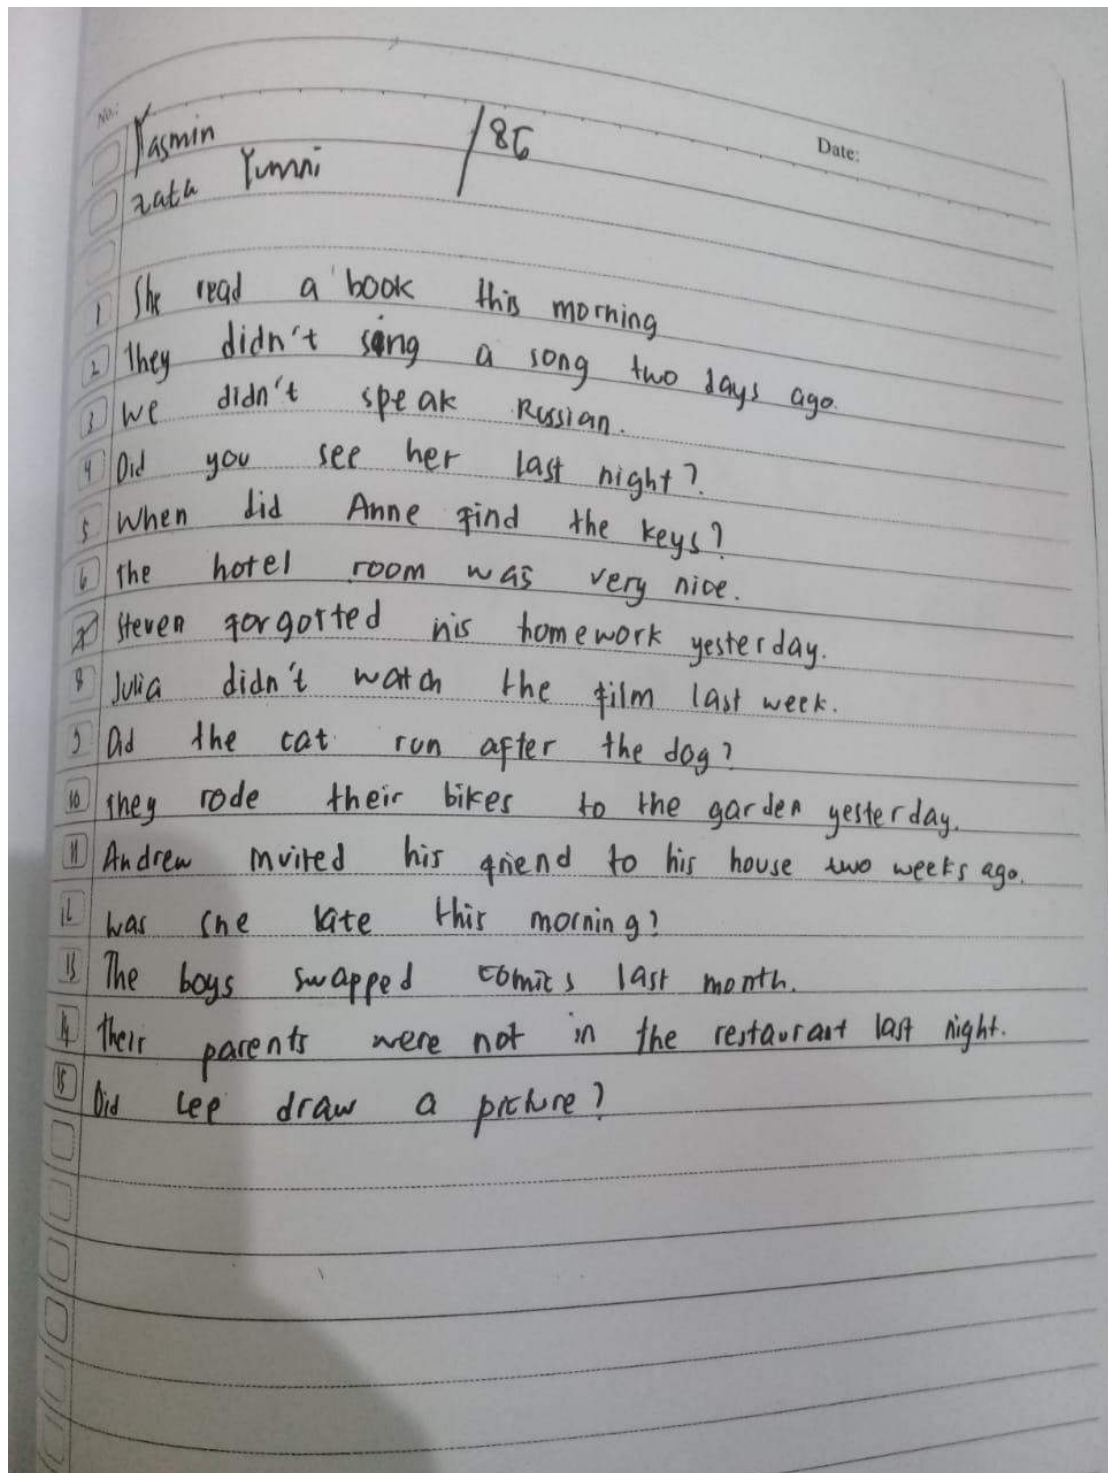 No.:
Date:
Yasmin
zata Yumni /8G
1 She read a book this morning
2 They didn't sing a song two days ago.
3 We didn't speak Russian.
4 Did you see her last night?
5 When did Anne find the keys?
6 the hotel room was very nice.
7 Steven forgotted his homework yesterday.
8 Julia didn't watch the film last week.
9 Did the cat run after the dog?
10 they rode their bikes to the garden yesterday.
11 Andrew invited his friend to his house two weeks ago.
12 was she late this morning?
13 The boys swapped comics last month.
14 their parents were not in the restaurant last night.
15 Did Lee draw a picture?